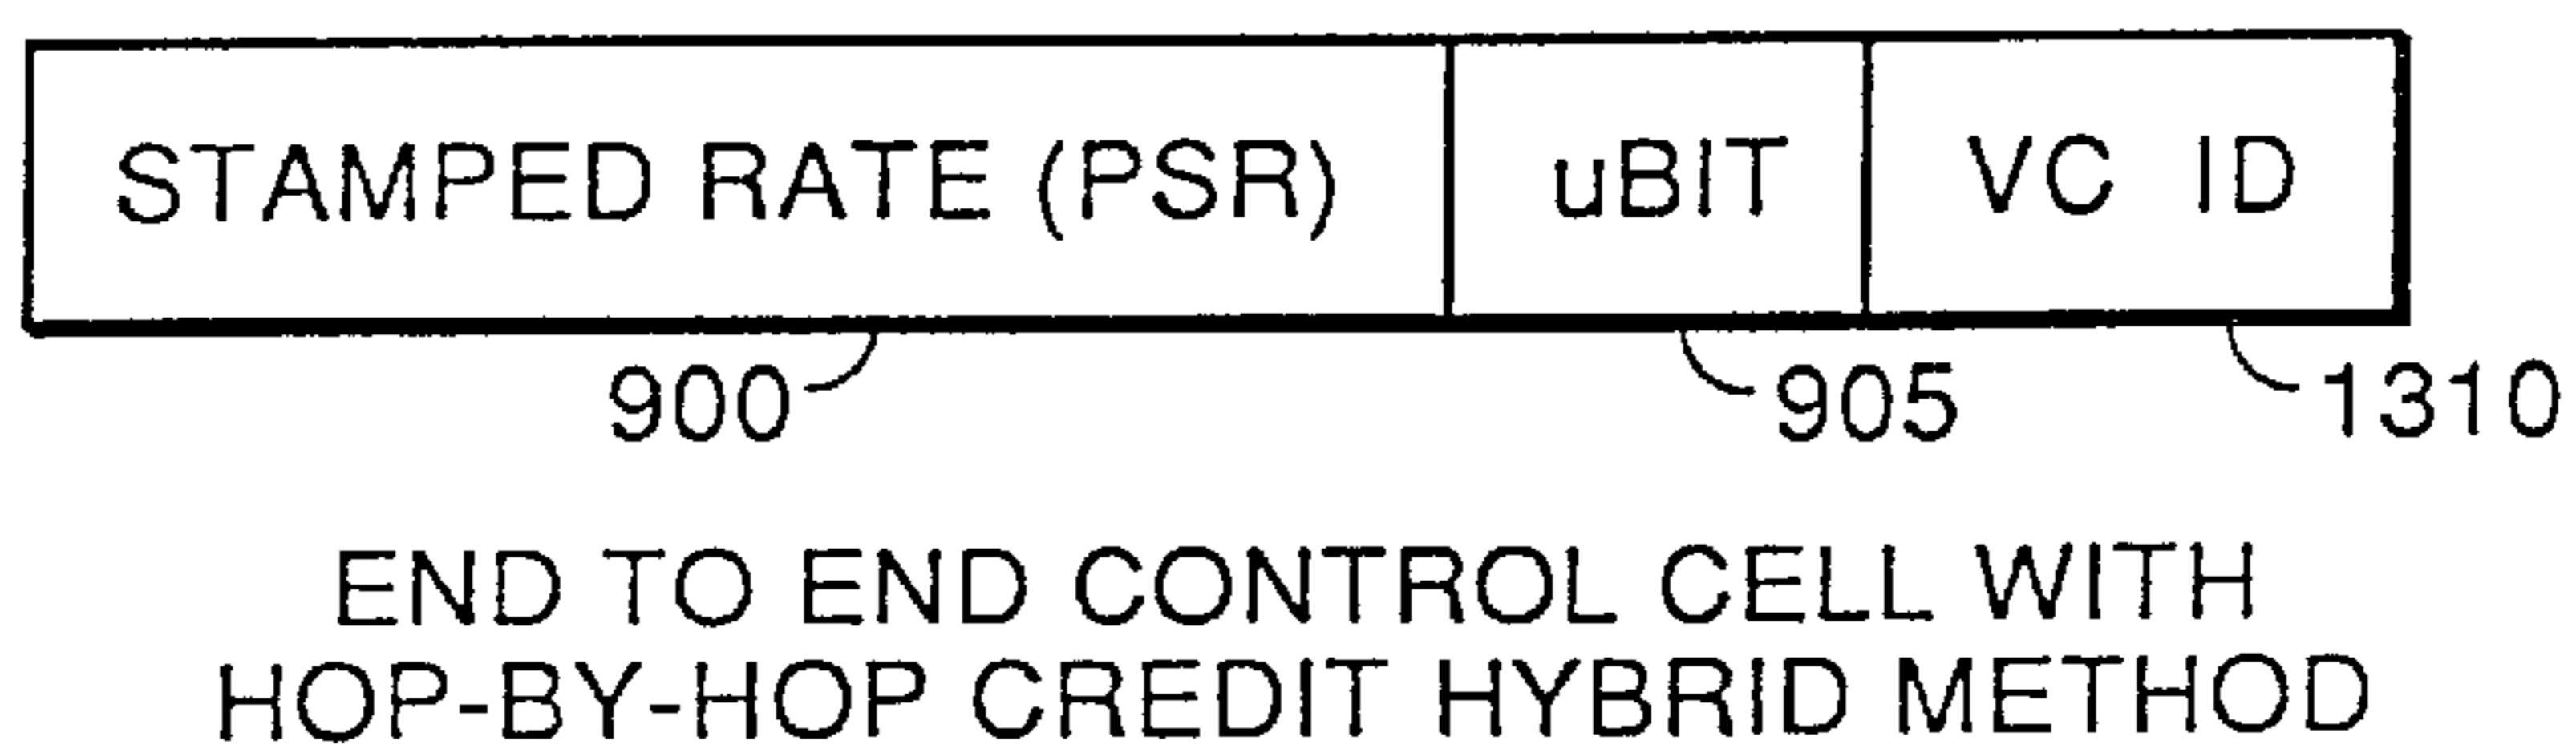 STAMPED RATE (PSR) uBIT VC ID
900 905 1310
END TO END CONTROL CELL WITH
HOP-BY-HOP CREDIT HYBRID METHOD